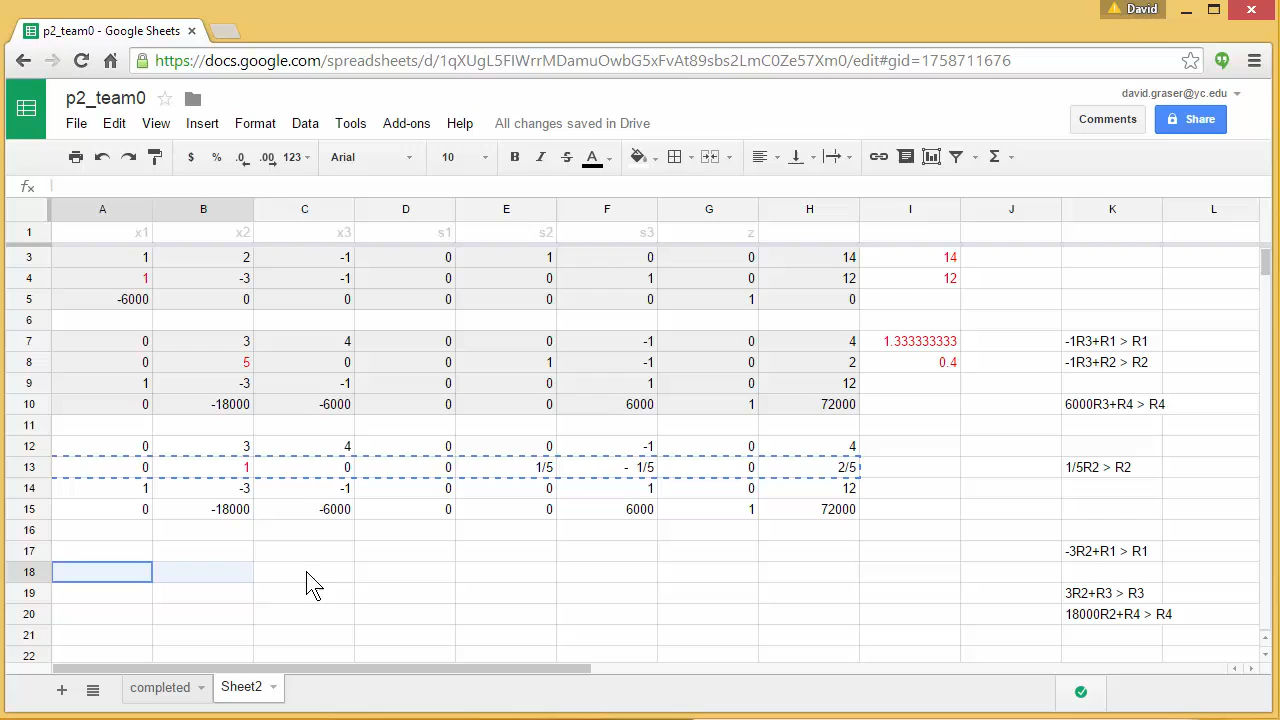 David
p2_team0 - Google Sheets
https://docs.google.com/spreadsheets/d/1qXUgL5FIWrrMDamuOwbG5xFvAt89sbs2LmC0Ze57Xm0/edit#gid=1758711676
p2_team0
david.graser@yc.edu
File Edit View Insert Format Data Tools Add-ons Help All changes saved in Drive
Comments
Share
$ % .0 .00 123 Arial 10 B I S A Σ
fx
A B C D E F G H I J K L
1 x1 x2 x3 s1 s2 s3 z
3 1 2 -1 0 1 0 0 14 14
4 1 -3 -1 0 0 1 0 12 12
5 -6000 0 0 0 0 0 1 0
6
7 0 3 4 0 0 -1 0 4 1.333333333 -1R3+R1 > R1
8 0 5 0 0 1 -1 0 2 0.4 -1R3+R2 > R2
9 1 -3 -1 0 0 1 0 12
10 0 -18000 -6000 0 0 6000 1 72000 6000R3+R4 > R4
11
12 0 3 4 0 0 -1 0 4
13 0 1 0 0 1/5 - 1/5 0 2/5 1/5R2 > R2
14 1 -3 -1 0 0 1 0 12
15 0 -18000 -6000 0 0 6000 1 72000
16
17 -3R2+R1 > R1
18
19 3R2+R3 > R3
20 18000R2+R4 > R4
21
22
completed Sheet2